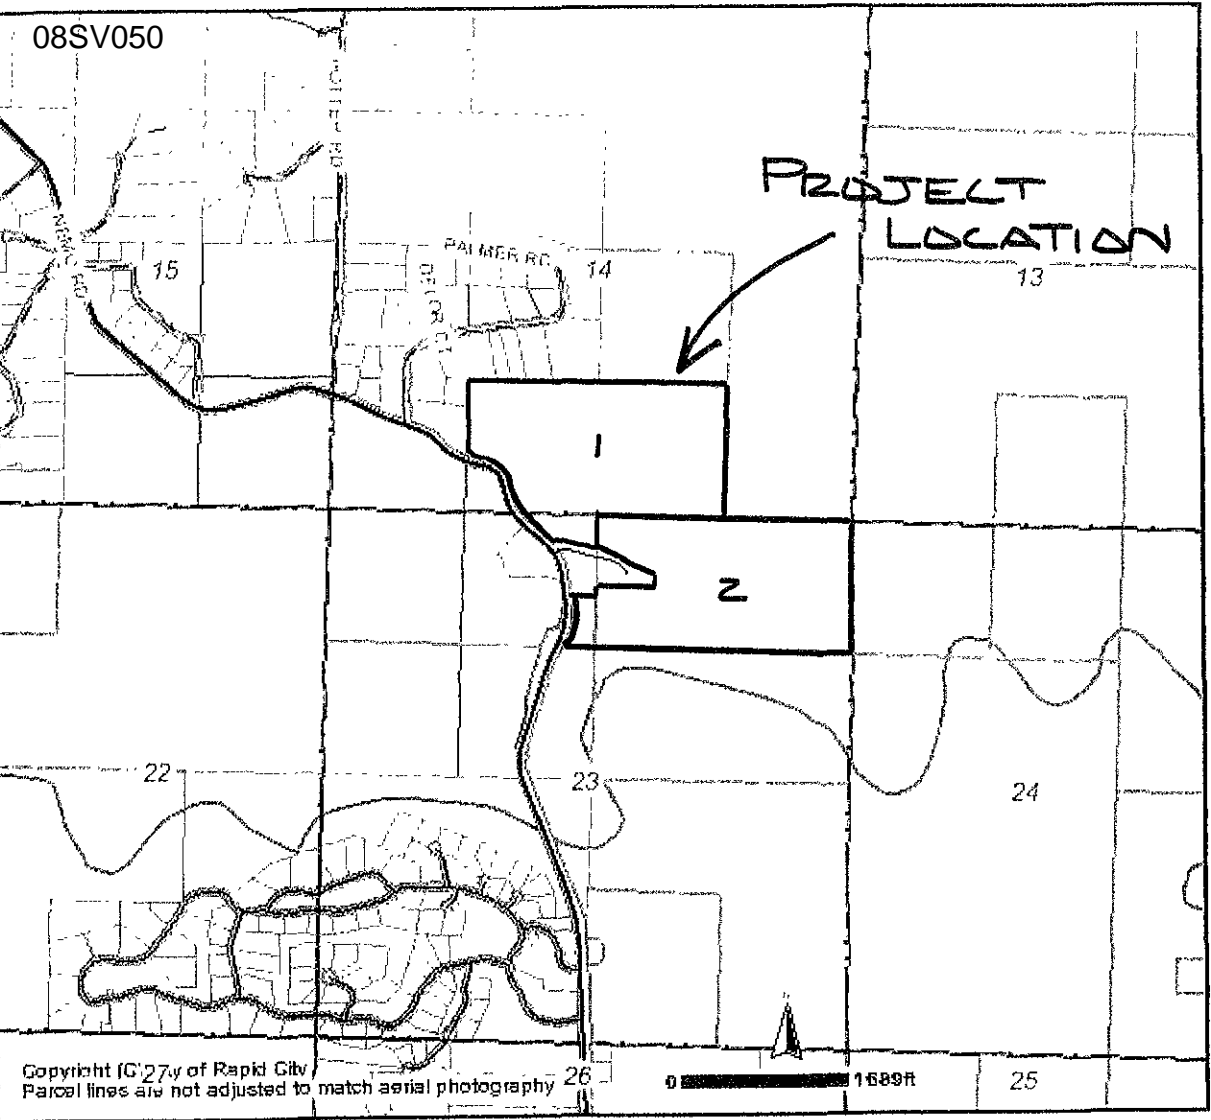 08SV050
PROJECT
LOCATION
PALMER RD
15
14
13
1
2
22
23
24
Copyright (C) y of Rapid City
27
Parcel lines are not adjusted to match aerial photography
26
0 1689ft
25